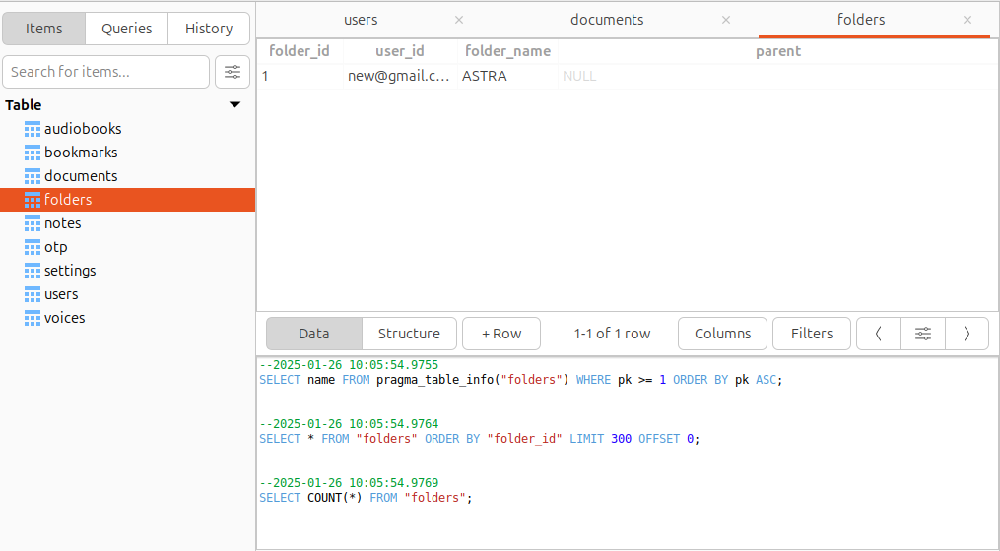 Items Queries History
Search for items...
Table
audiobooks
bookmarks
documents
folders
notes
otp
settings
users
voices
users × documents × folders ×
folder_id user_id folder_name parent
1 new@gmail.c... ASTRA NULL
Data Structure + Row 1-1 of 1 row Columns Filters
--2025-01-26 10:05:54.9755
SELECT name FROM pragma_table_info("folders") WHERE pk >= 1 ORDER BY pk ASC;
--2025-01-26 10:05:54.9764
SELECT * FROM "folders" ORDER BY "folder_id" LIMIT 300 OFFSET 0;
--2025-01-26 10:05:54.9769
SELECT COUNT(*) FROM "folders";